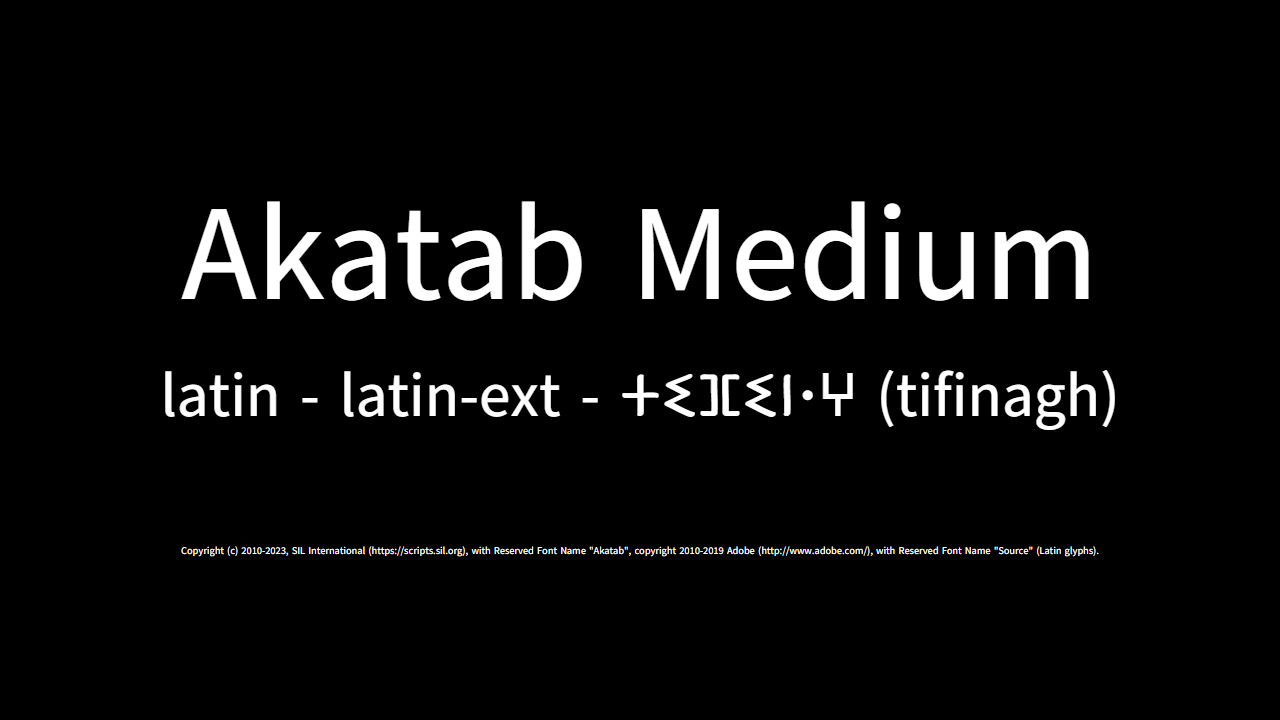 Akatab Medium
latin - latin-ext - ⵜⵉⴼⵉⵏⴰⵖ (tifinagh)
Copyright (c) 2010-2023, SIL International (https://scripts.sil.org), with Reserved Font Name "Akatab", copyright 2010-2019 Adobe (http://www.adobe.com/), with Reserved Font Name "Source" (Latin glyphs).